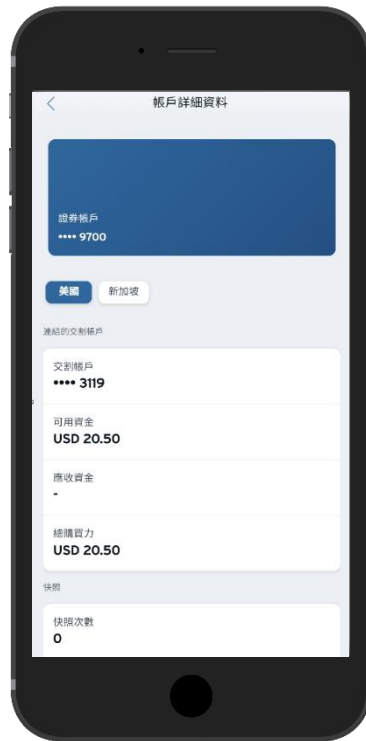 帳戶詳細資料
證券帳戶
•••• 9700
美國 新加坡
連結的交割帳戶
交割帳戶
•••• 3119
可用資金
USD 20.50
應收資金
-
總購買力
USD 20.50
快照
快照次數
0